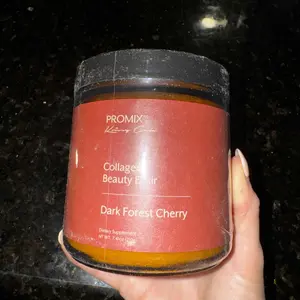 PROMIX
Collagen
Beauty Elixir
Dark Forest Cherry
Dietary Supplement